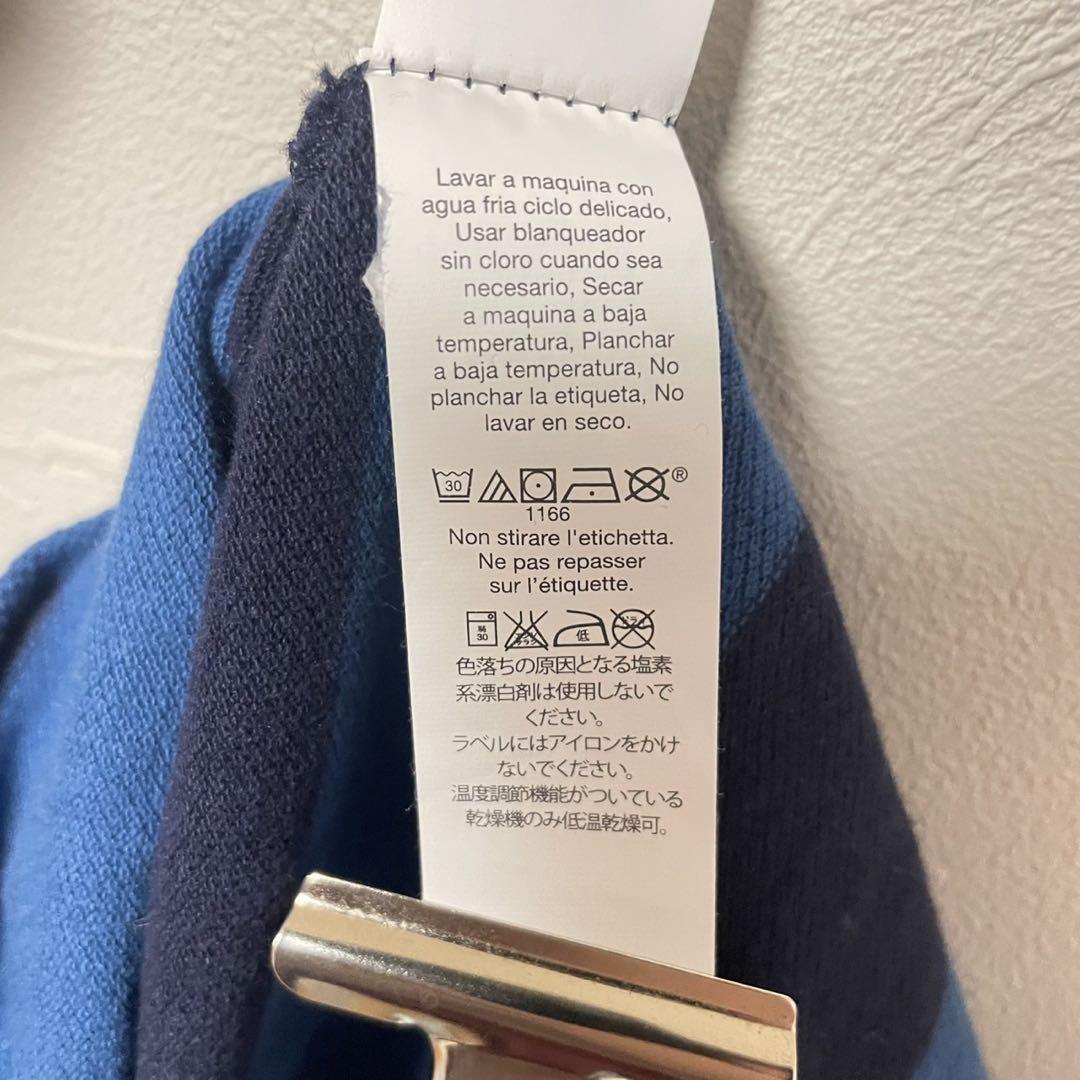 Lavar a maquina con
agua fria ciclo delicado,
Usar blanqueador
sin cloro cuando sea
necesario, Secar
a maquina a baja
temperatura, Planchar
a baja temperatura, No
planchar la etiqueta, No
lavar en seco.
30 ®
1166
Non stirare l'etichetta.
Ne pas repasser
sur l'étiquette.
弱 30 低 ドライ
色落ちの原因となる塩素
系漂白剤は使用しないで
ください。
ラベルにはアイロンをかけ
ないでください。
温度調節機能がついている
乾燥機のみ低温乾燥可。